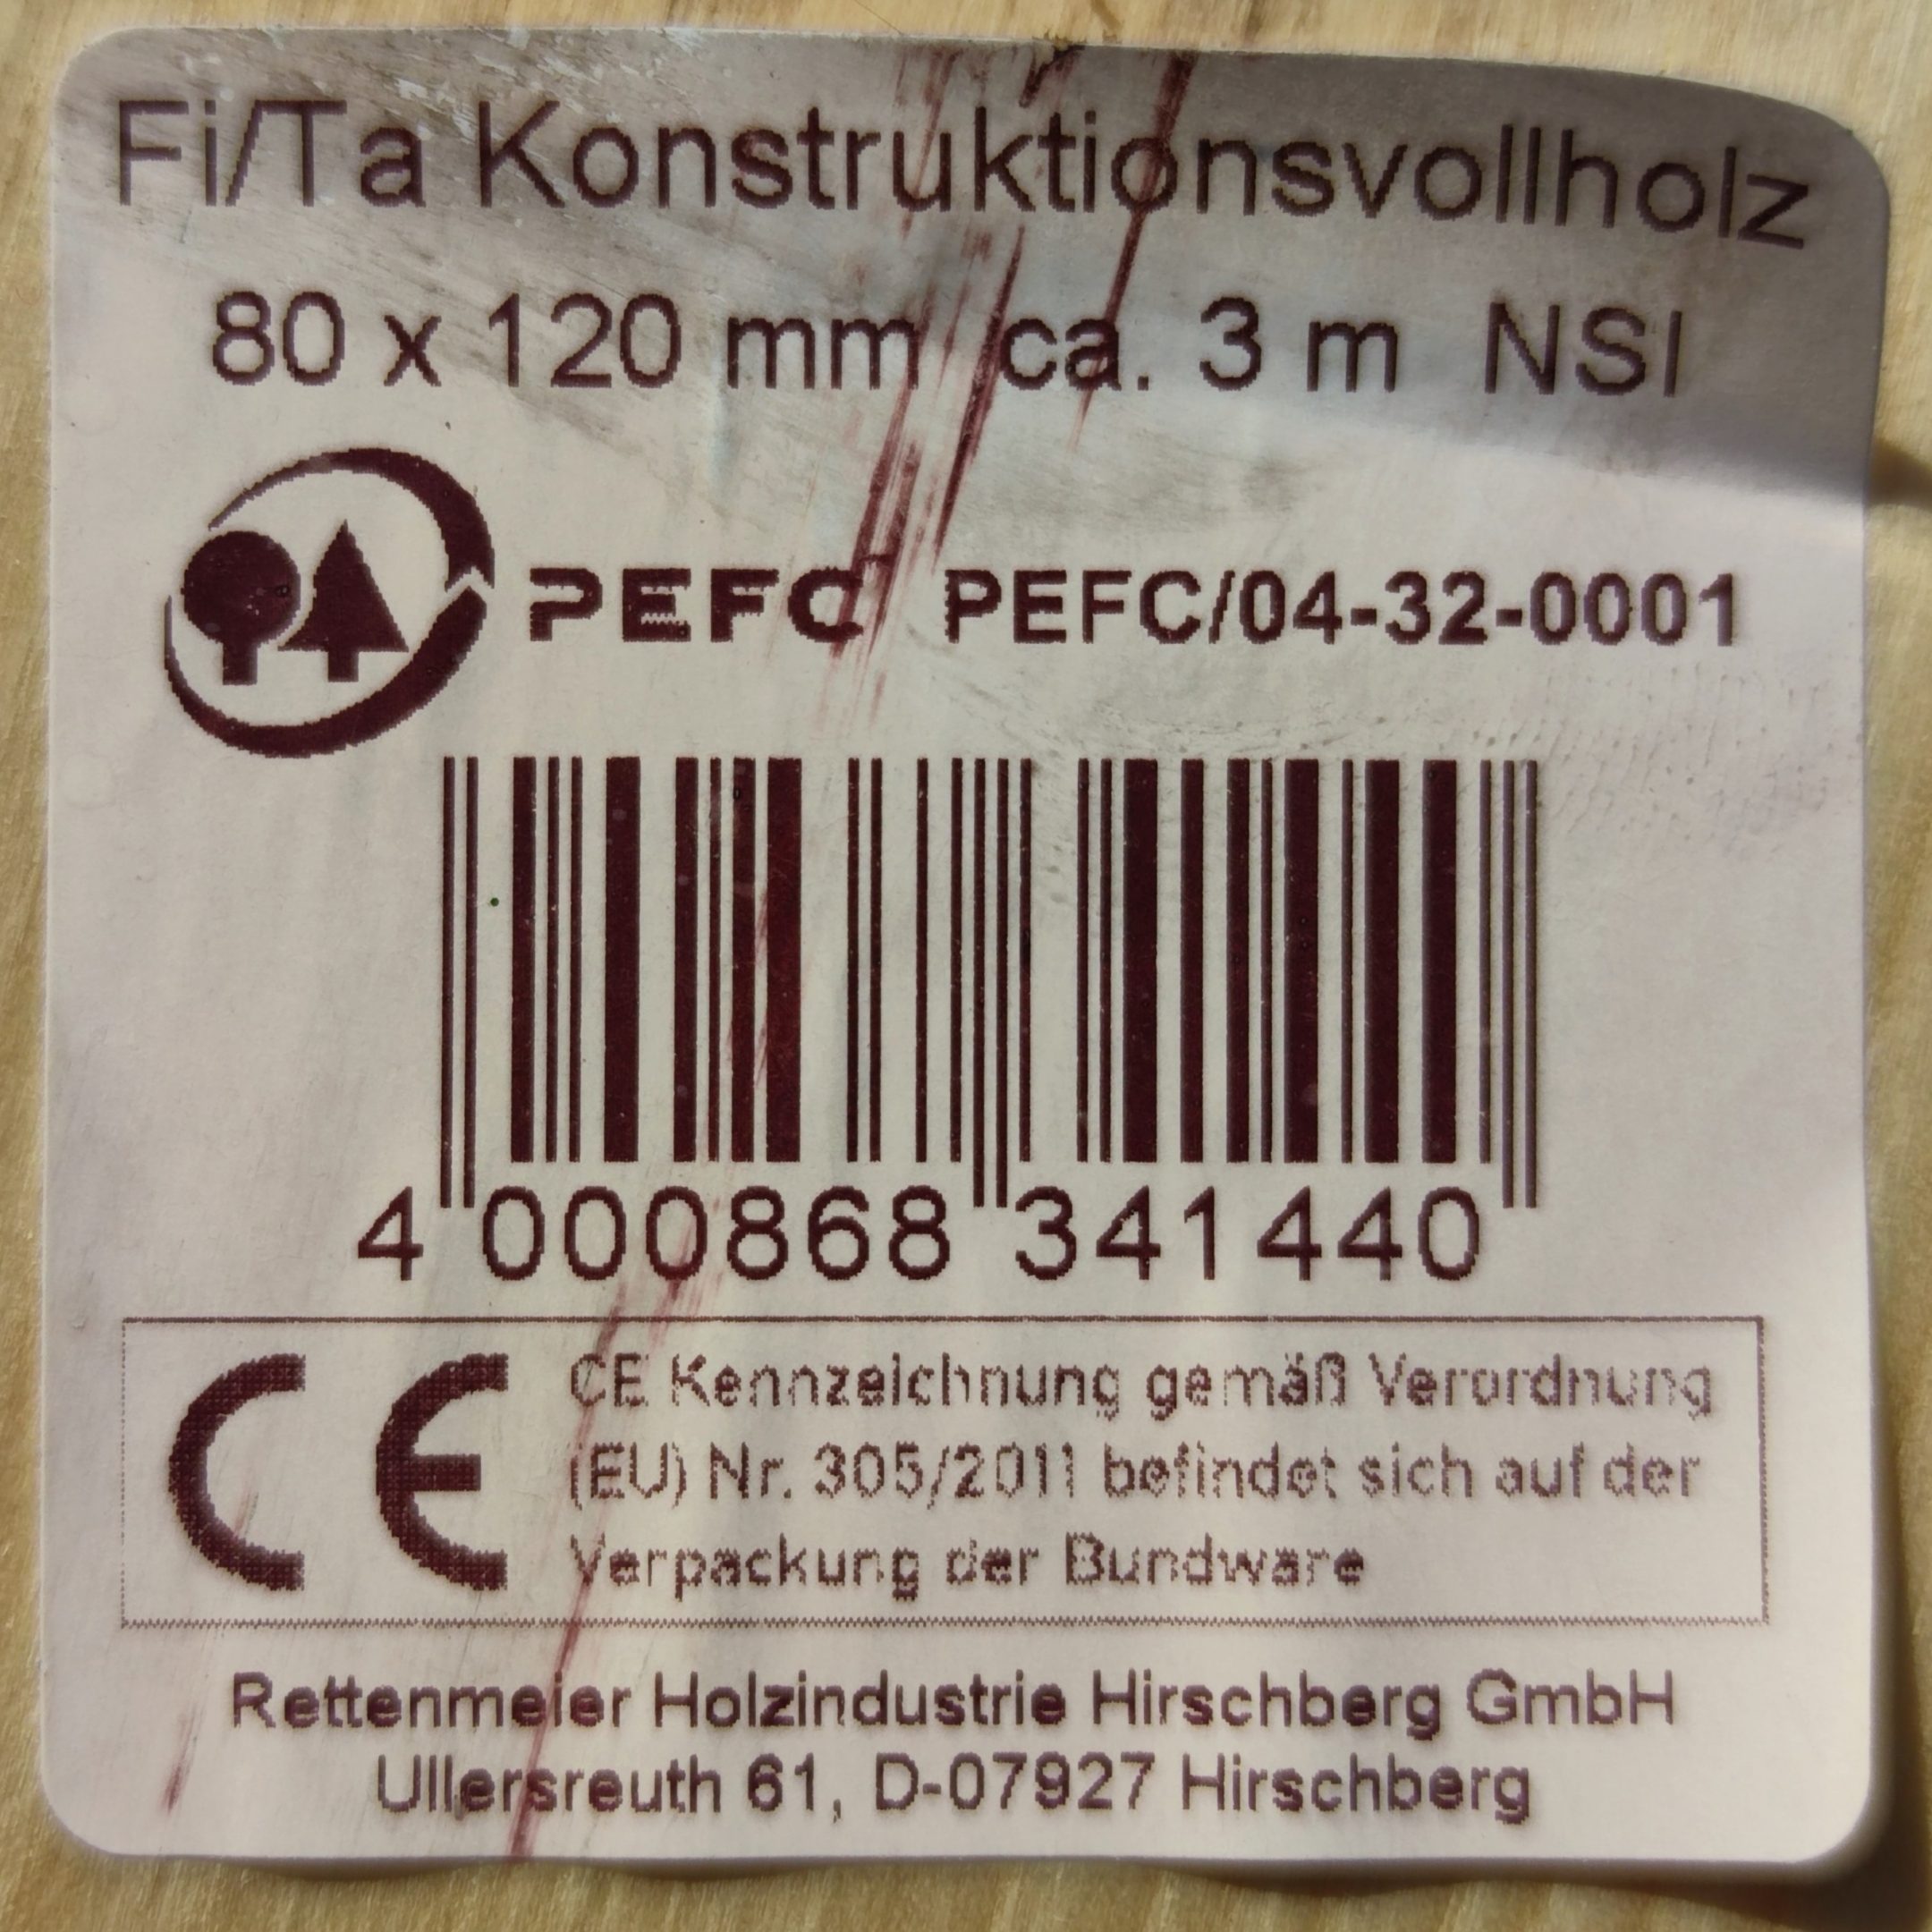 Fi/Ta Konstruktionsvollholz
80 x 120 mm ca. 3 m NSI
PEFC PEFC/04-32-0001
4 000868 341440
CE CE Kennzeichnung gemäß Verordnung
(EU) Nr. 305/2011 befindet sich auf der
Verpackung der Bundware
Rettenmeier Holzindustrie Hirschberg GmbH
Ullersreuth 61, D-07927 Hirschberg